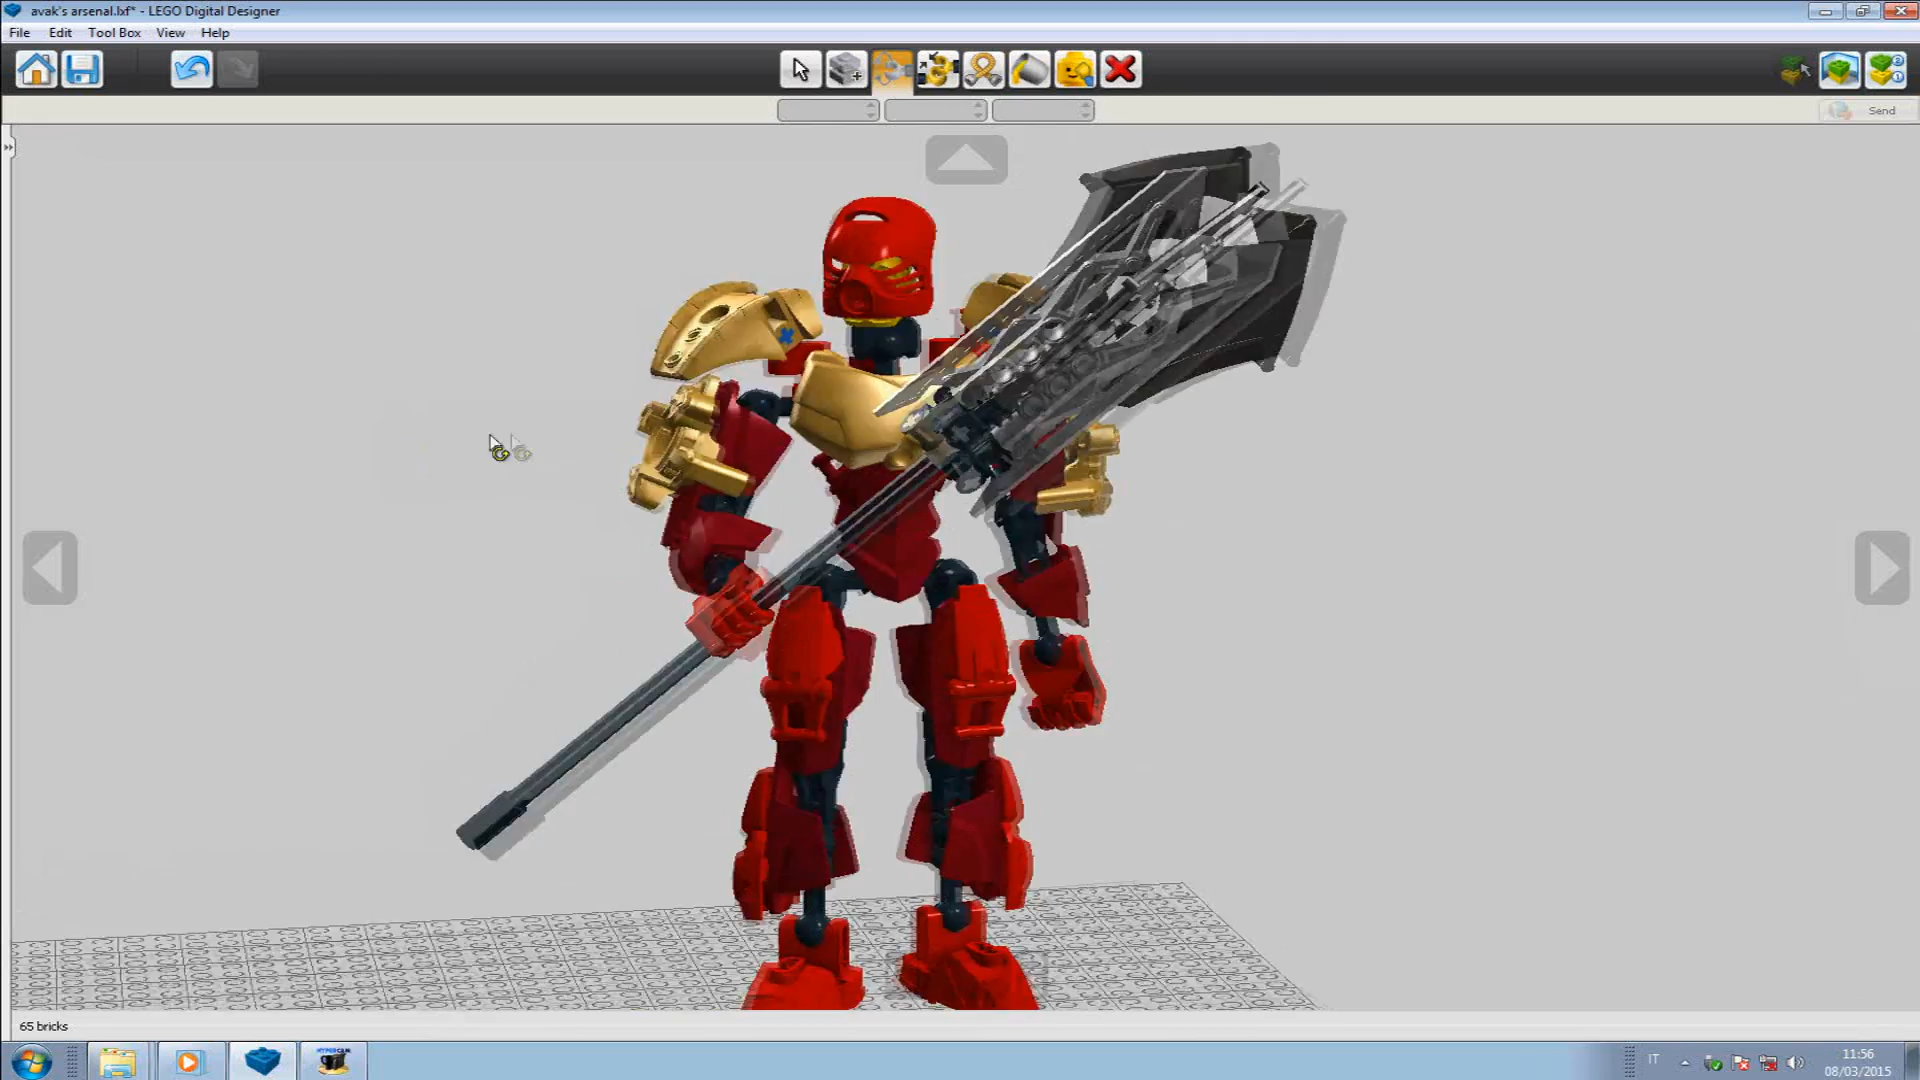 avak's arsenal.lxf* - LEGO Digital Designer
File Edit Tool Box View Help
Send
65 bricks
HYPERCAM
IT
11:56
08/03/2015